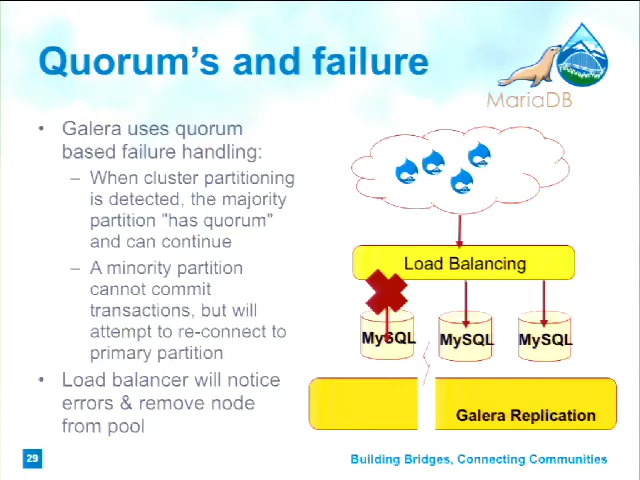 Quorum's and failure
MariaDB
• Galera uses quorum
based failure handling:
– When cluster partitioning
is detected, the majority
partition "has quorum"
and can continue
– A minority partition
cannot commit
transactions, but will
attempt to re-connect to
primary partition
• Load balancer will notice
errors & remove node
from pool
Load Balancing
MySQL
MySQL
MySQL
Galera Replication
29
Building Bridges, Connecting Communities